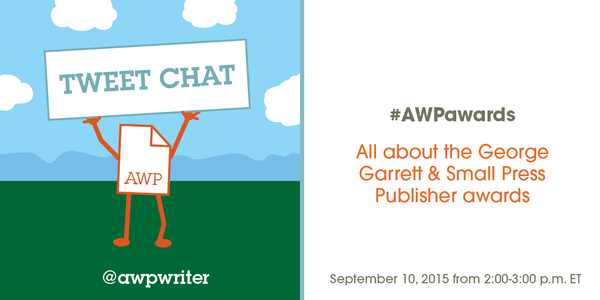 TWEET CHAT
AWP
@awpwriter
#AWPawards
All about the George
Garrett & Small Press
Publisher awards
September 10, 2015 from 2:00-3:00 p.m. ET